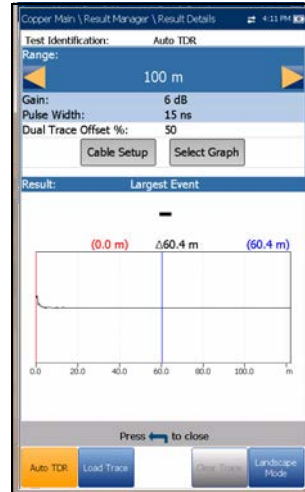 Copper Main \ Result Manager \ Result Details 4:11 PM
Test Identification: Auto TDR
Range:
100 m
Gain: 6 dB
Pulse Width: 15 ns
Dual Trace Offset %: 50
Cable Setup Select Graph
Result: Largest Event
-
(0.0 m) Δ60.4 m (60.4 m)
0.0 20.0 40.0 60.0 80.0 100.0 m
Press to close
Auto TDR Load Trace Clear Trace Landscape
Mode